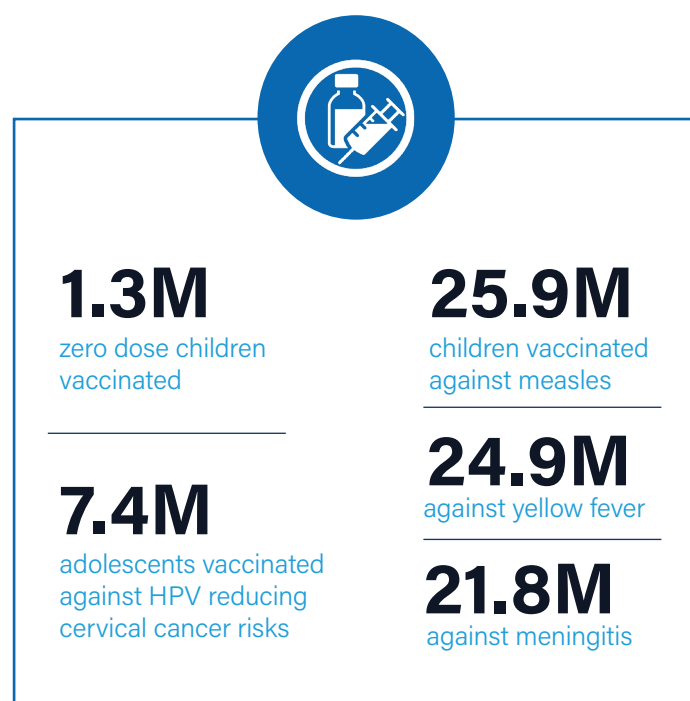 1.3M
zero dose children
vaccinated
7.4M
adolescents vaccinated
against HPV reducing
cervical cancer risks
25.9M
children vaccinated
against measles
24.9M
against yellow fever
21.8M
against meningitis